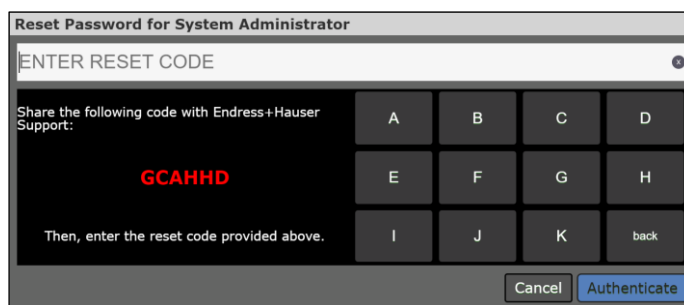 Reset Password for System Administrator
ENTER RESET CODE
x
Share the following code with Endress+Hauser
Support:
GCAHHD
Then, enter the reset code provided above.
A B C D
E F G H
I J K back
Cancel Authenticate